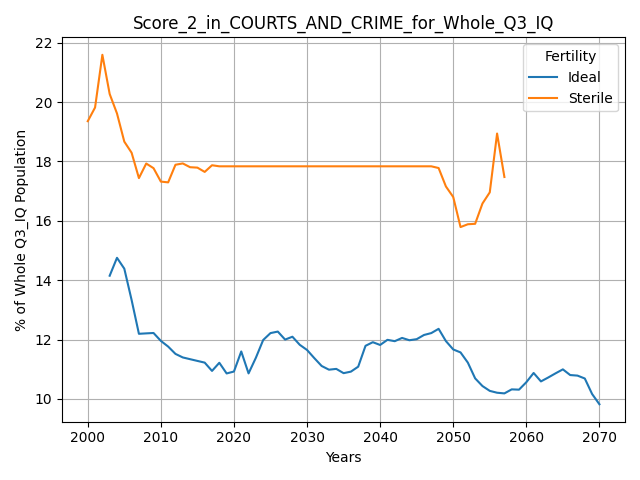 Score_2_in_COURTS_AND_CRIME_for_Whole_Q3_IQ
Fertility
Ideal
Sterile
% of Whole Q3_IQ Population
22
20
18
16
14
12
10
2000 2010 2020 2030 2040 2050 2060 2070
Years